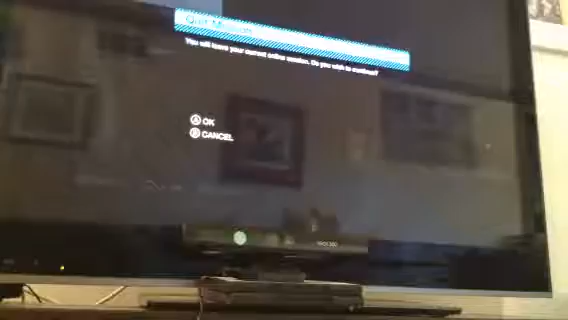 You will leave your current online session. Do you wish to continue?
Ⓐ OK
Ⓑ CANCEL